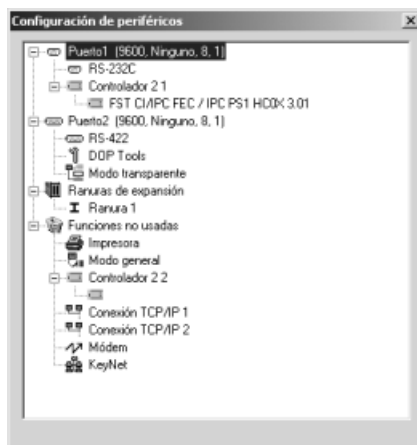 Configuración de periféricos
Puerto1 (9600, Ninguno, 8, 1)
RS-232C
Controlador 2 1
FST CI/IPC FEC / IPC PS1 HC0X 3.01
Puerto2 (9600, Ninguno, 8, 1)
RS-422
DOP Tools
Modo transparente
Ranuras de expansión
Ranura 1
Funciones no usadas
Impresora
Modo general
Controlador 2 2
Conexión TCP/IP 1
Conexión TCP/IP 2
Módem
KeyNet